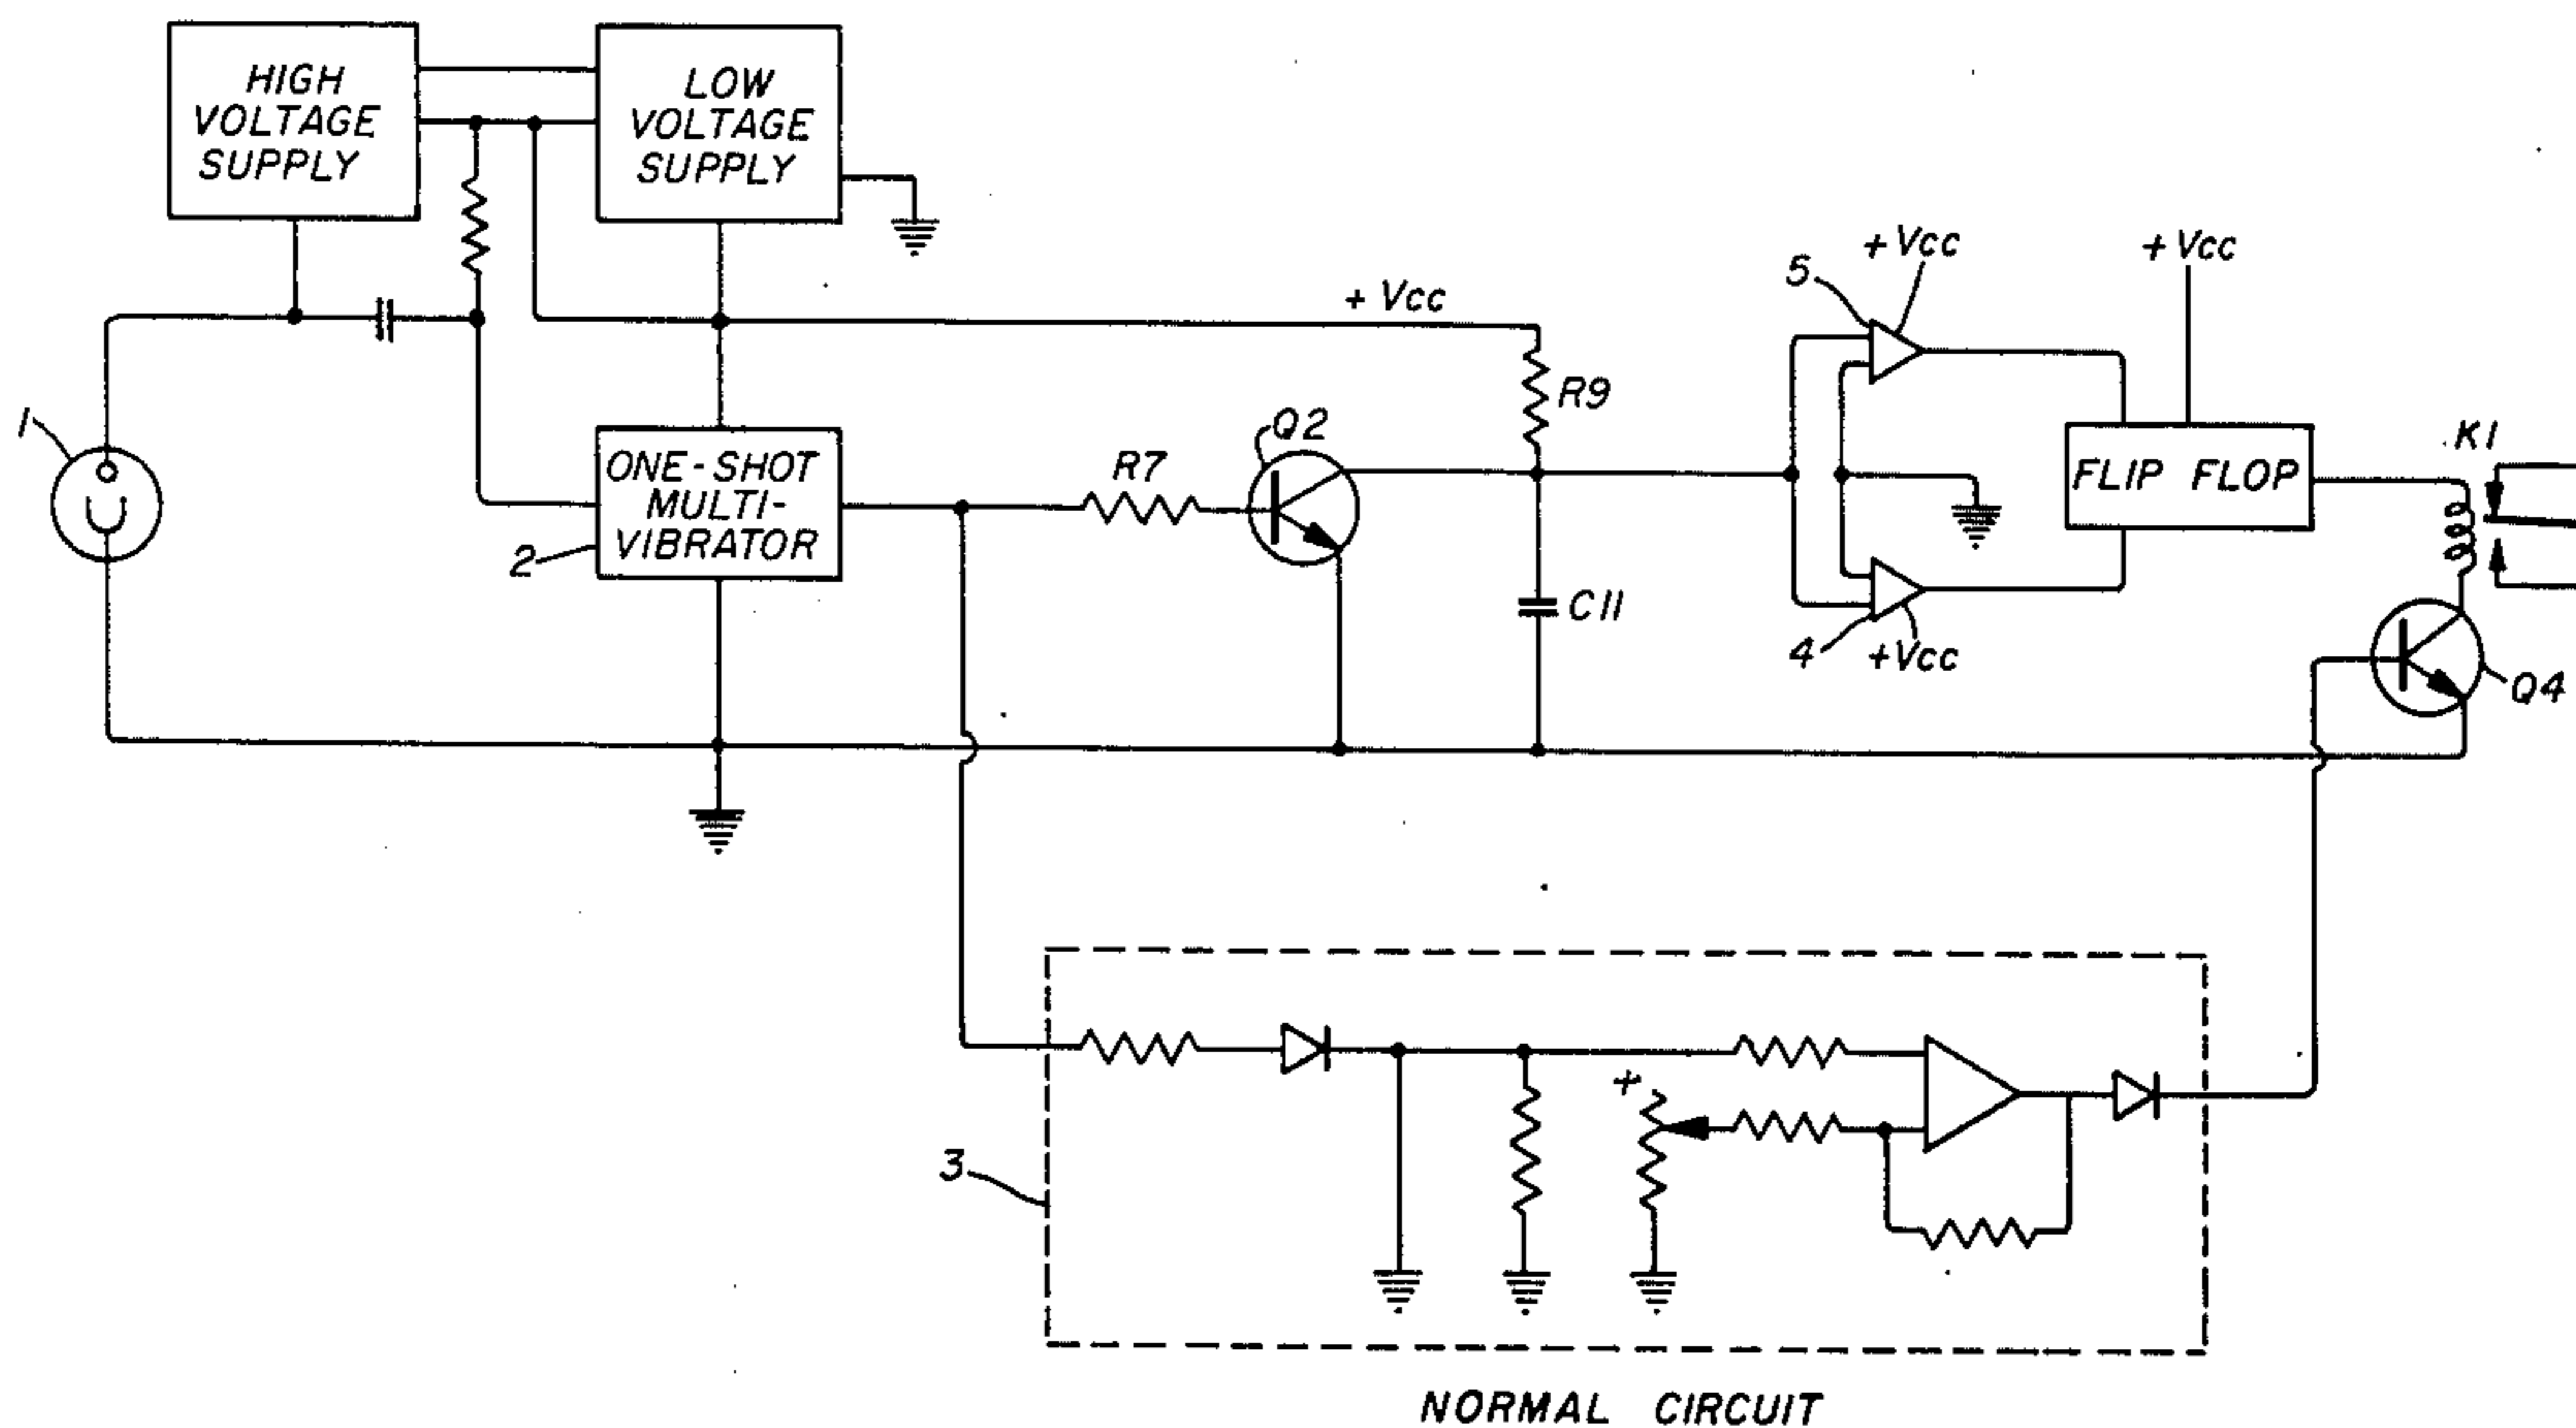 HIGH
VOLTAGE
SUPPLY
LOW
VOLTAGE
SUPPLY
+ Vcc
5
+ Vcc
+ Vcc
R9
1
ONE-SHOT
MULTI-
VIBRATOR
2
R7
Q2
FLIP FLOP
K1
C11
4
+Vcc
Q4
3
+
NORMAL CIRCUIT